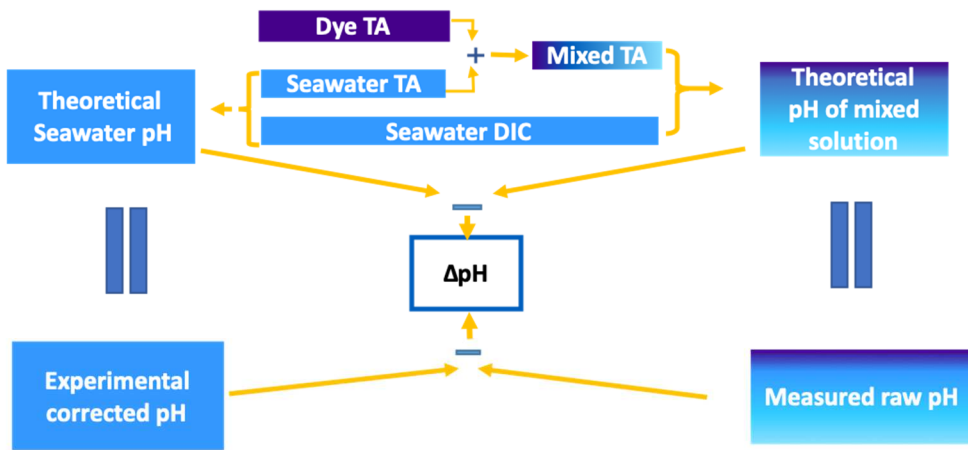 Dye TA
+
Mixed TA
Seawater TA
Seawater DIC
Theoretical
Seawater pH
Theoretical
pH of mixed
solution
ΔpH
Experimental
corrected pH
Measured raw pH